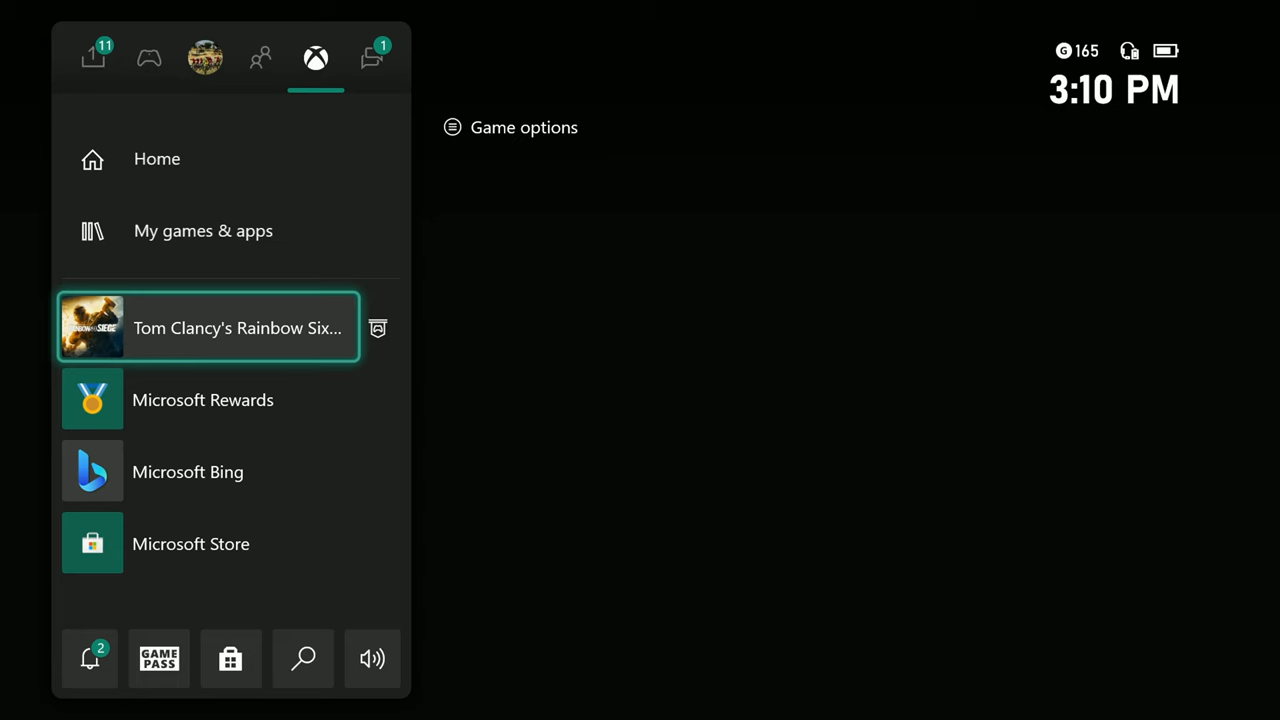 11
1
G 165
3:10 PM
Game options
Home
My games & apps
Tom Clancy's Rainbow Six...
Microsoft Rewards
Microsoft Bing
Microsoft Store
2
GAME
PASS